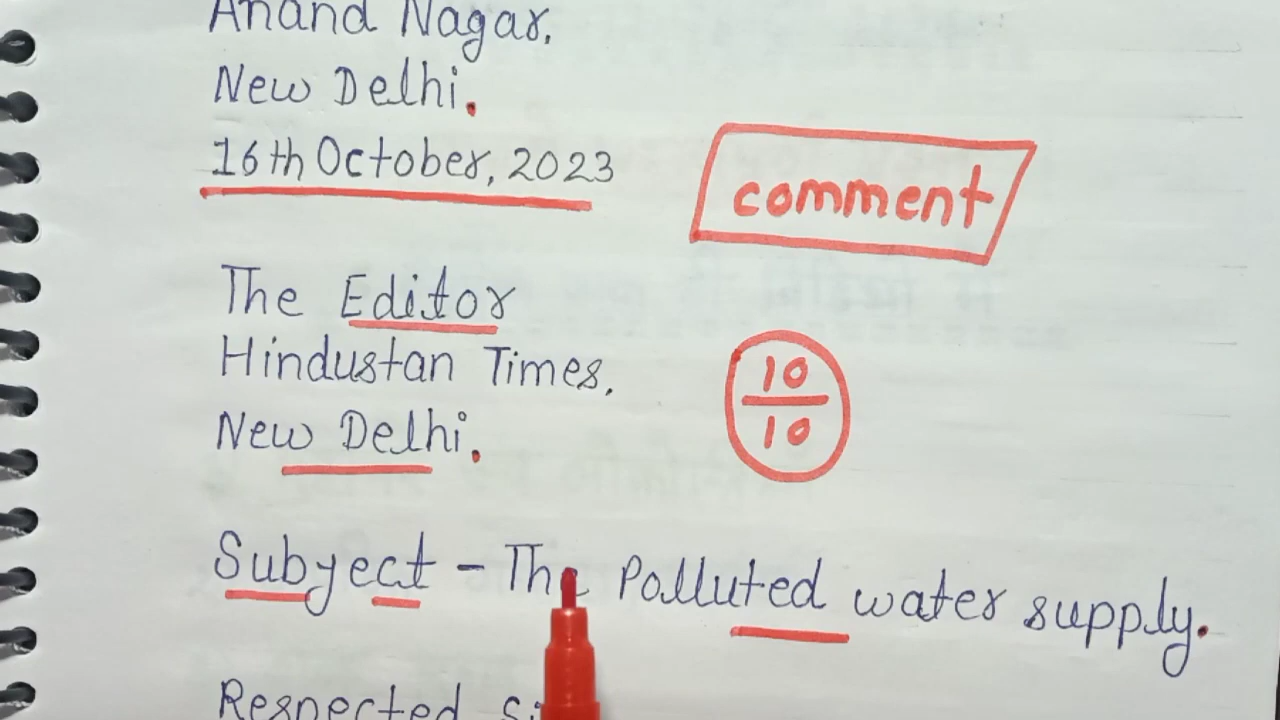 Anand Nagar,
New Delhi.
16th October, 2023
comment
The Editor
Hindustan Times,
New Delhi.
10
10
Subject - The Polluted water supply.
Respected